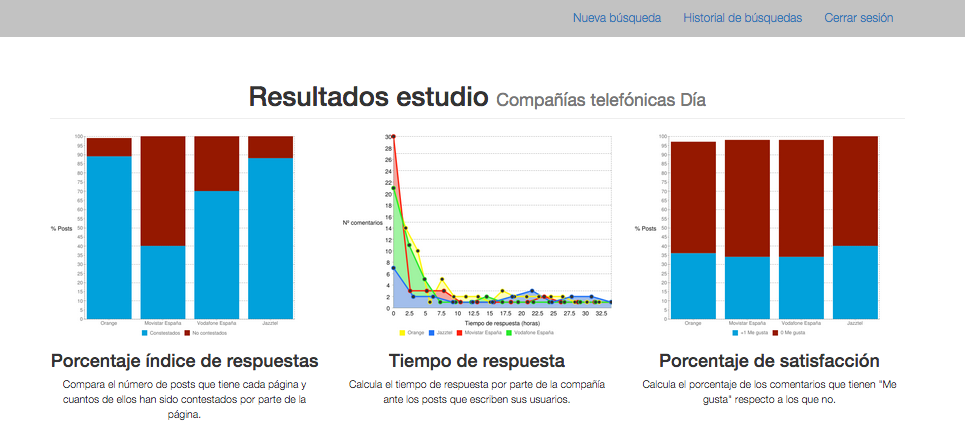 Nueva búsqueda Historial de búsquedas Cerrar sesión
Resultados estudio Compañías telefónicas Día
100
95
90
85
80
75
70
65
60
55
50
45
40
35
30
25
20
15
10
5
0
% Posts
Orange Movistar España Vodafone España Jazztel
Contestados No contestados
30
28
26
24
22
20
18
16
14
12
10
8
6
4
2
0
Nº comentarios
0 2.5 5 7.5 10 12.5 15 17.5 20 22.5 25 27.5 30 32.5
Tiempo de respuesta (horas)
Orange Jazztel Movistar España Vodafone España
100
95
90
85
80
75
70
65
60
55
50
45
40
35
30
25
20
15
10
5
0
% Posts
Orange Movistar España Vodafone España Jazztel
+1 Me gusta 0 Me gusta
Porcentaje índice de respuestas
Compara el número de posts que tiene cada página y
cuantos de ellos han sido contestados por parte de la
página.
Tiempo de respuesta
Calcula el tiempo de respuesta por parte de la compañía
ante los posts que escriben sus usuarios.
Porcentaje de satisfacción
Calcula el porcentaje de los comentarios que tienen "Me
gusta" respecto a los que no.